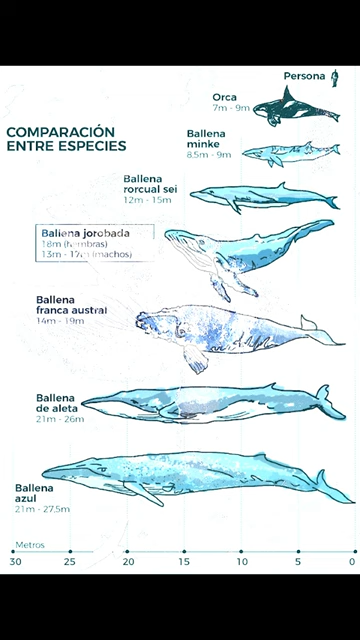 Persona
Orca
7m - 9m
COMPARACIÓN
ENTRE ESPECIES
Ballena
minke
8.5m - 9m
Ballena
rorcual sei
12m - 15m
Ballena jorobada
18m (hembras)
13m - 17m (machos)
Ballena
franca austral
14m - 19m
Ballena
de aleta
21m - 26m
Ballena
azul
21m - 27,5m
Metros
30 25 20 15 10 5 0